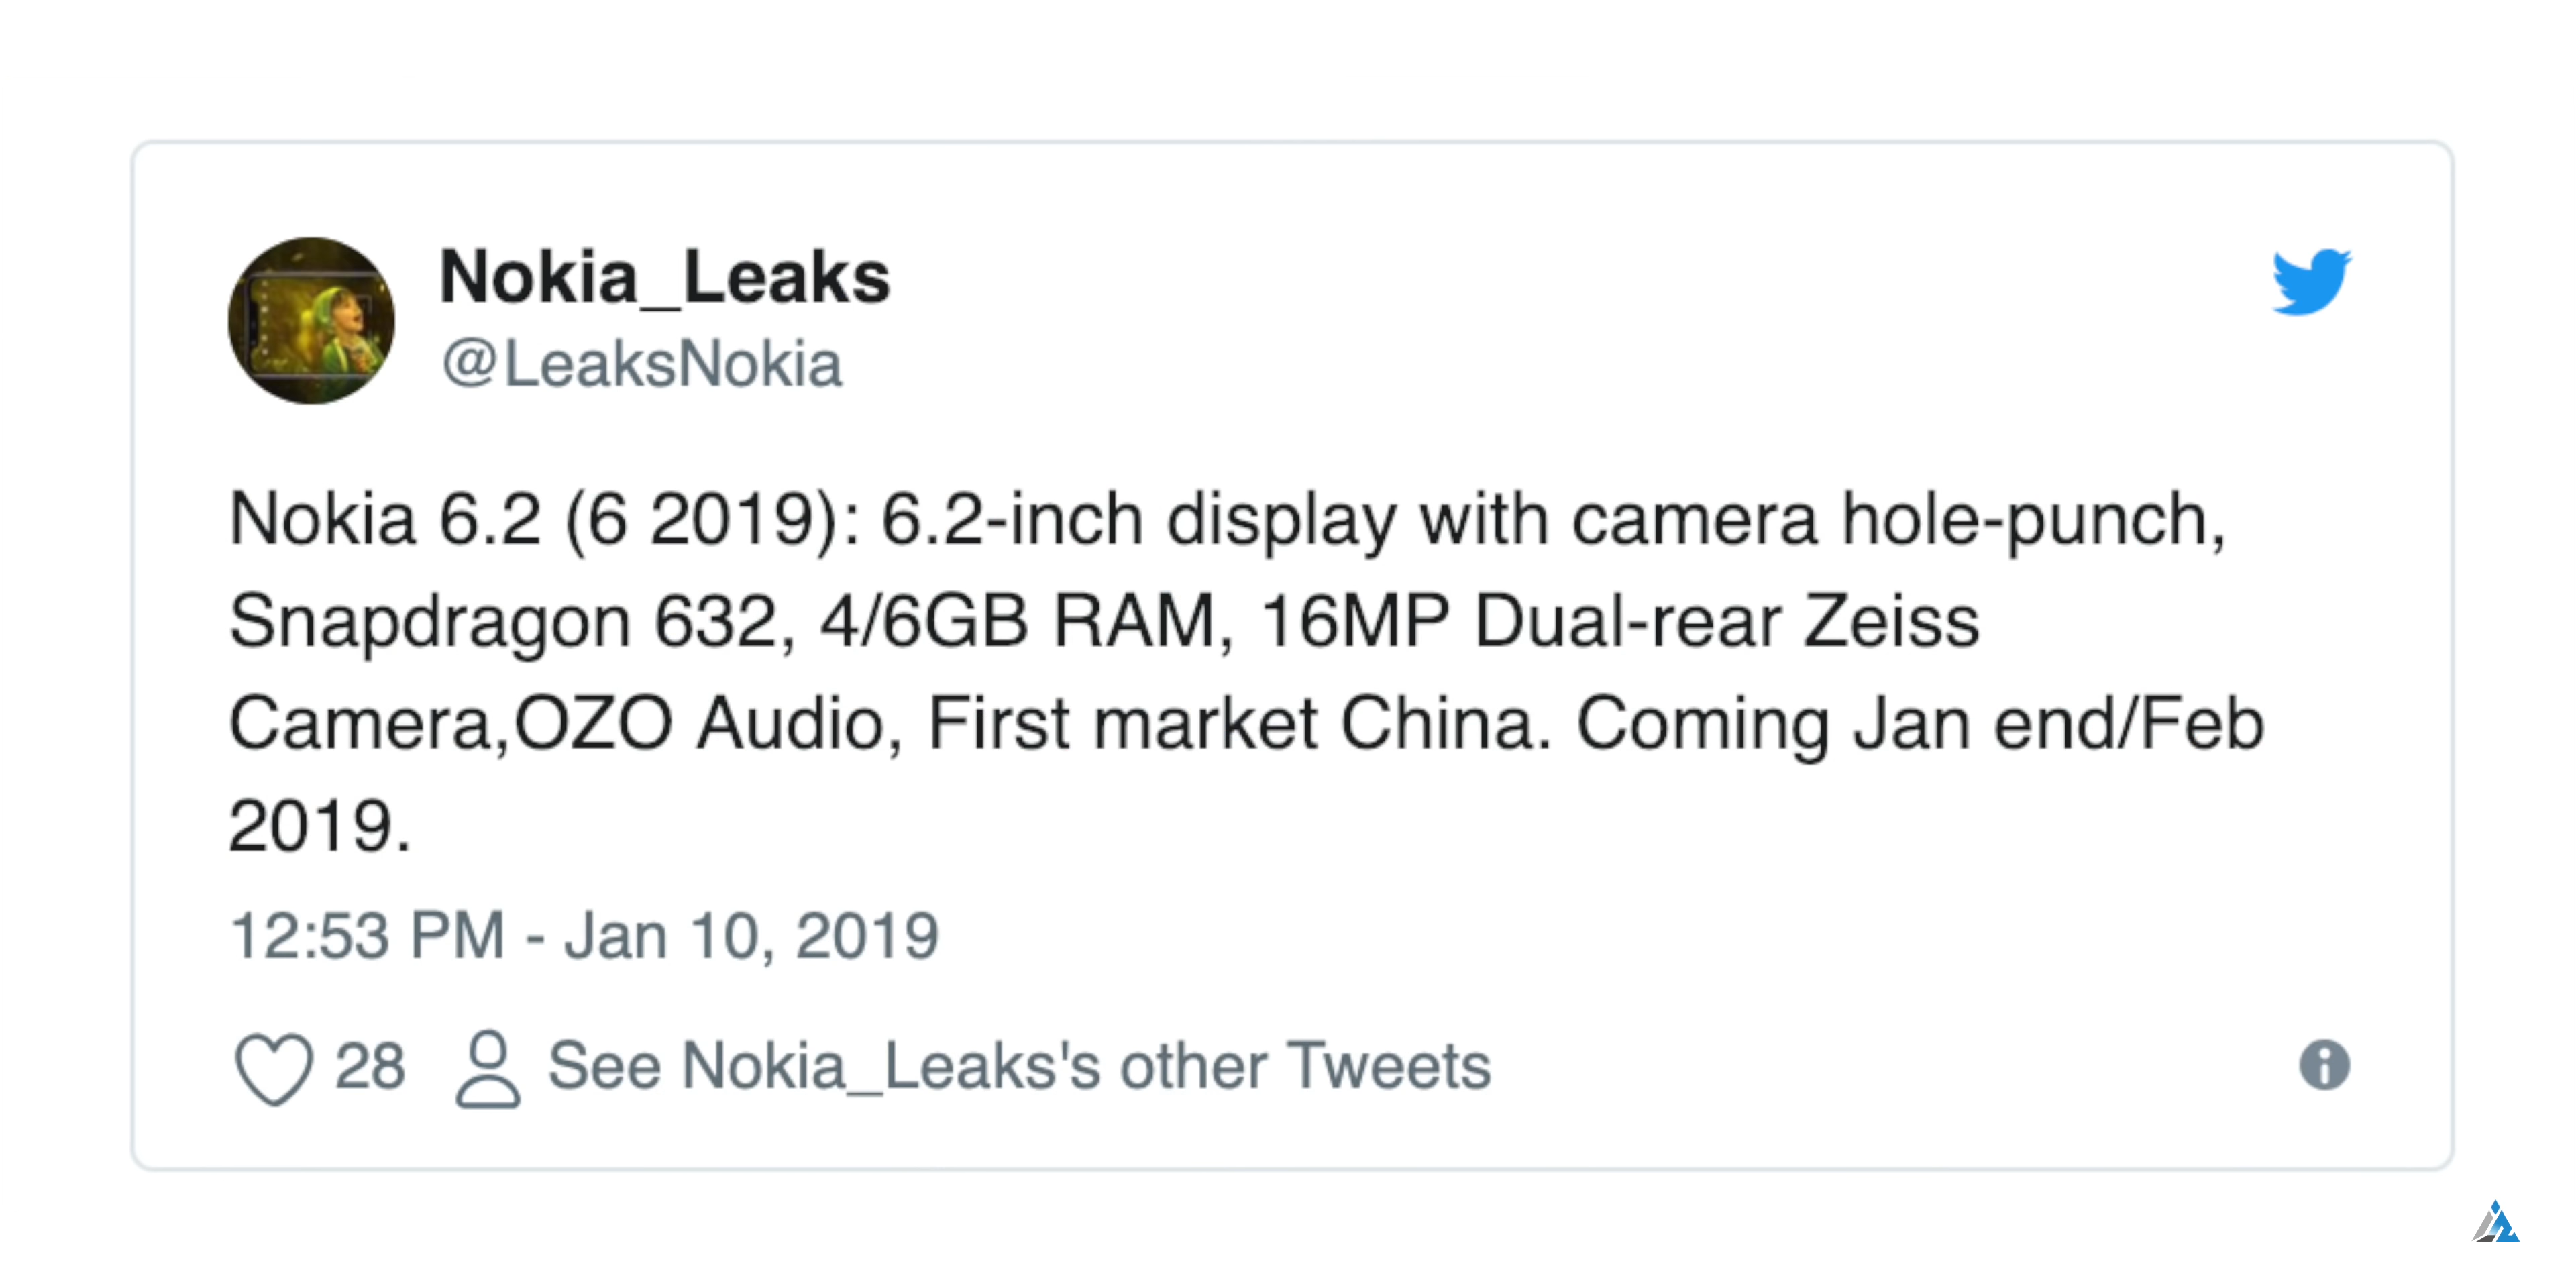 Nokia_Leaks
@LeaksNokia
Nokia 6.2 (6 2019): 6.2-inch display with camera hole-punch,
Snapdragon 632, 4/6GB RAM, 16MP Dual-rear Zeiss
Camera,OZO Audio, First market China. Coming Jan end/Feb
2019.
12:53 PM - Jan 10, 2019
28 See Nokia_Leaks's other Tweets